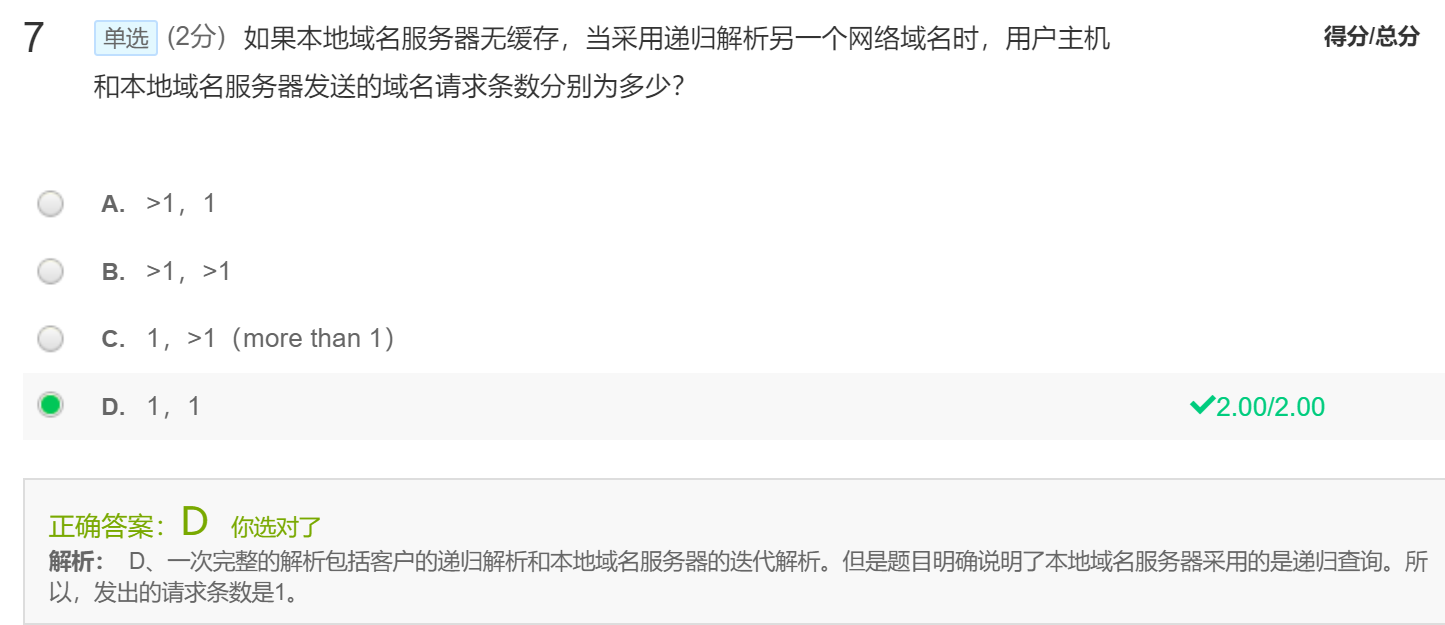 7 单选 (2分) 如果本地域名服务器无缓存，当采用递归解析另一个网络域名时，用户主机 得分/总分
和本地域名服务器发送的域名请求条数分别为多少？
A. >1，1
B. >1，>1
C. 1，>1（more than 1）
D. 1，1 2.00/2.00
正确答案：D 你选对了
解析： D、一次完整的解析包括客户的递归解析和本地域名服务器的迭代解析。但是题目明确说明了本地域名服务器采用的是递归查询。所
以，发出的请求条数是1。